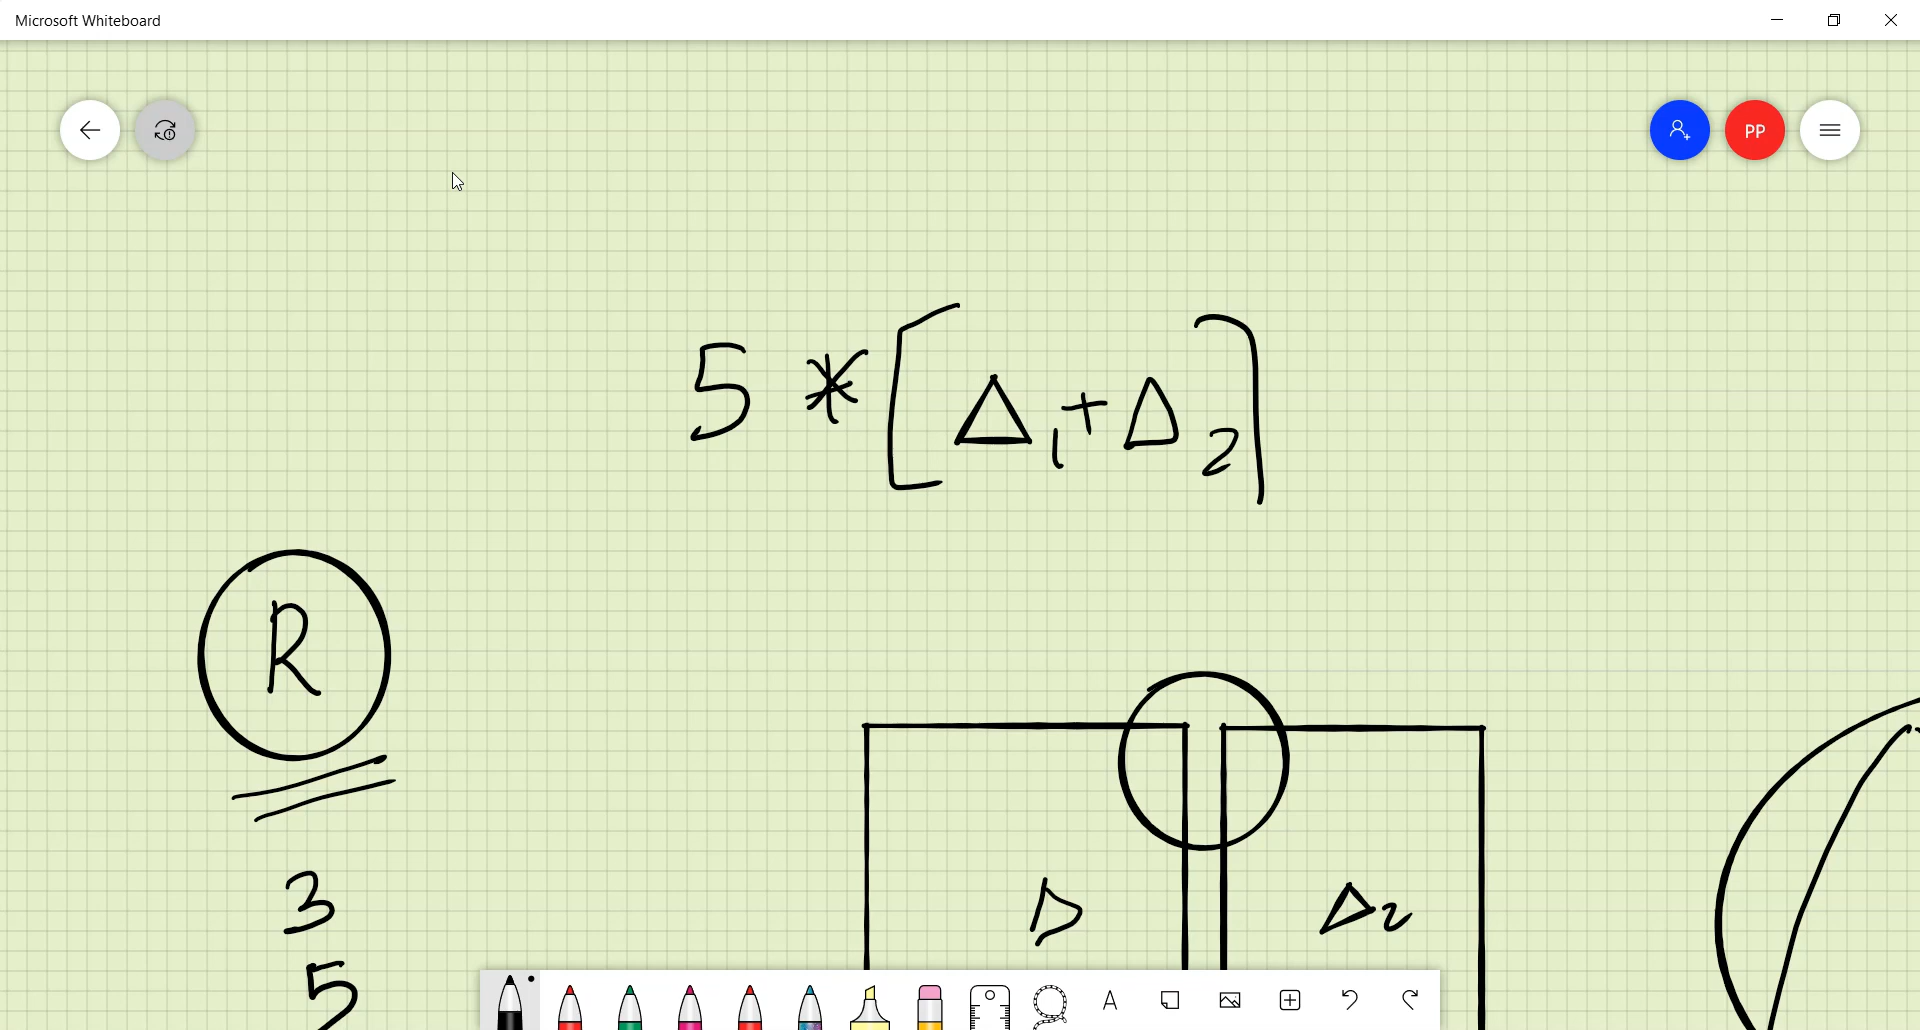 Microsoft Whiteboard
PP
5 * [Δ₁ + Δ₂]
R
3
5
Δ Δ₂